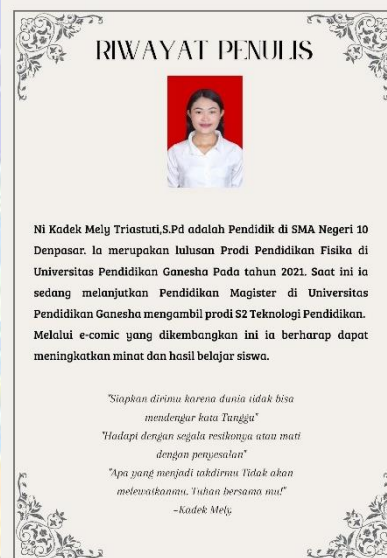 RIWAYAT PENULIS
Ni Kadek Mely Triastuti,S.Pd adalah Pendidik di SMA Negeri 10
Denpasar. Ia merupakan lulusan Prodi Pendidikan Fisika di
Universitas Pendidikan Ganesha Pada tahun 2021. Saat ini ia
sedang melanjutkan Pendidikan Magister di Universitas
Pendidikan Ganesha mengambil prodi S2 Teknologi Pendidikan.
Melalui e-comic yang dikembangkan ini ia berharap dapat
meningkatkan minat dan hasil belajar siswa.
"Siapkan dirimu karena dunia tidak bisa
mendengar kata Tunggu"
"Hadapi dengan segala resikonya atau mati
dengan penyesalan"
"Apa yang menjadi takdirmu Tidak akan
melewatkanmu. Tuhan bersama mu!"
~Kadek Mely